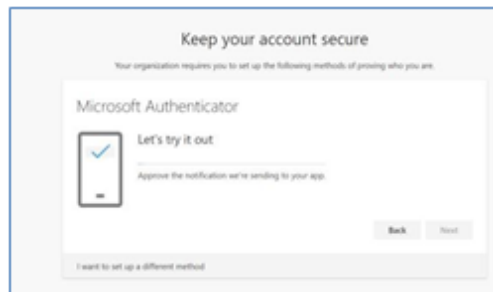 Keep your account secure
Your organization requires you to set up the following methods of proving who you are.
Microsoft Authenticator
Let's try it out
Approve the notification we're sending to your app.
Back Next
I want to set up a different method